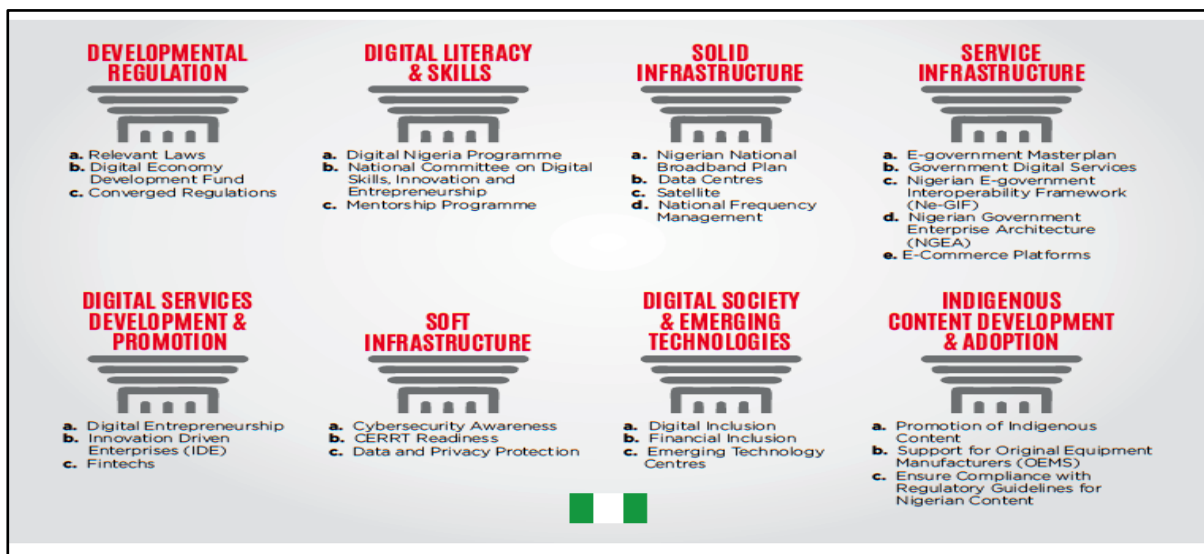 DEVELOPMENTAL
REGULATION
a. Relevant Laws
b. Digital Economy
Development Fund
c. Converged Regulations
DIGITAL LITERACY
& SKILLS
a. Digital Nigeria Programme
b. National Committee on Digital
Skills, Innovation and
Entrepreneurship
c. Mentorship Programme
SOLID
INFRASTRUCTURE
a. Nigerian National
Broadband Plan
b. Data Centres
c. Satellite
d. National Frequency
Management
SERVICE
INFRASTRUCTURE
a. E-government Masterplan
b. Government Digital Services
c. Nigerian E-government
Interoperability Framework
(Ne-GIF)
d. Nigerian Government
Enterprise Architecture
(NGEA)
e. E-Commerce Platforms
DIGITAL SERVICES
DEVELOPMENT &
PROMOTION
a. Digital Entrepreneurship
b. Innovation Driven
Enterprises (IDE)
c. Fintechs
SOFT
INFRASTRUCTURE
a. Cybersecurity Awareness
b. CERRT Readiness
c. Data and Privacy Protection
DIGITAL SOCIETY
& EMERGING
TECHNOLOGIES
a. Digital Inclusion
b. Financial Inclusion
c. Emerging Technology
Centres
INDIGENOUS
CONTENT DEVELOPMENT
& ADOPTION
a. Promotion of Indigenous
Content
b. Support for Original Equipment
Manufacturers (OEMS)
c. Ensure Compliance with
Regulatory Guidelines for
Nigerian Content